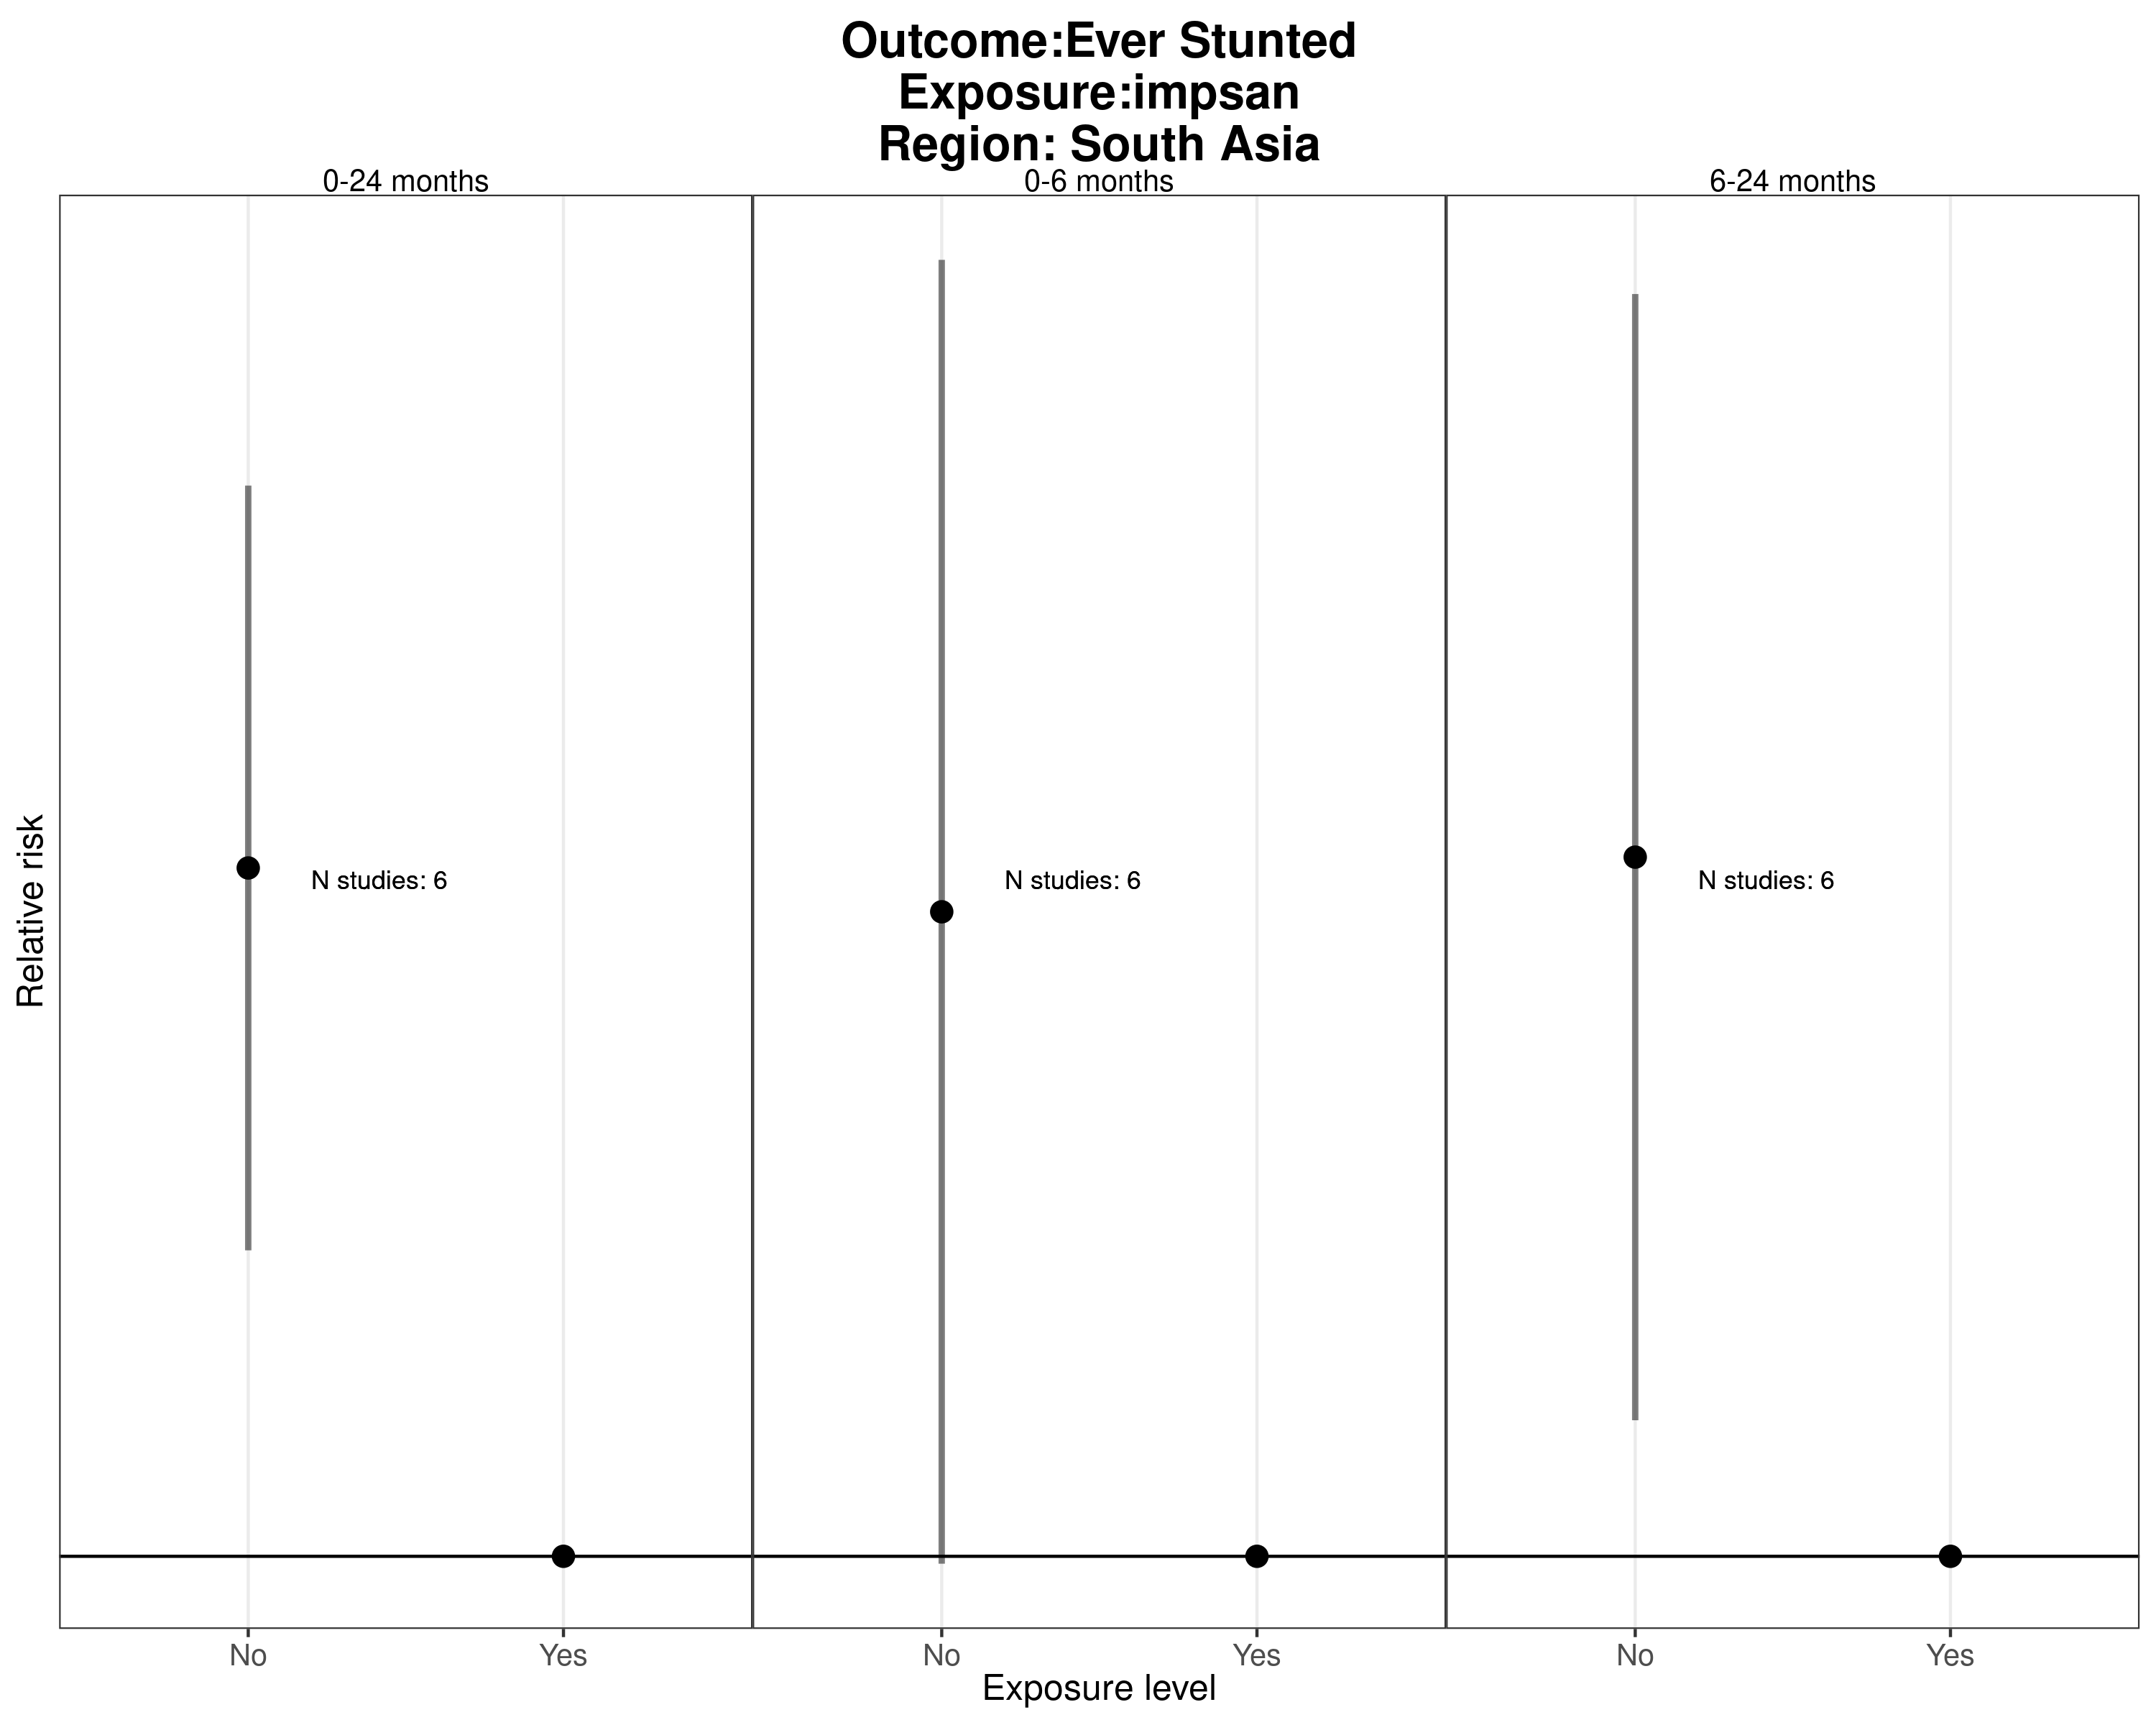 Outcome:Ever Stunted
Exposure:impsan
Region: South Asia
0-24 months
0-6 months
6-24 months
Relative risk
N studies: 6
N studies: 6
N studies: 6
No
Yes
No
Yes
No
Yes
Exposure level